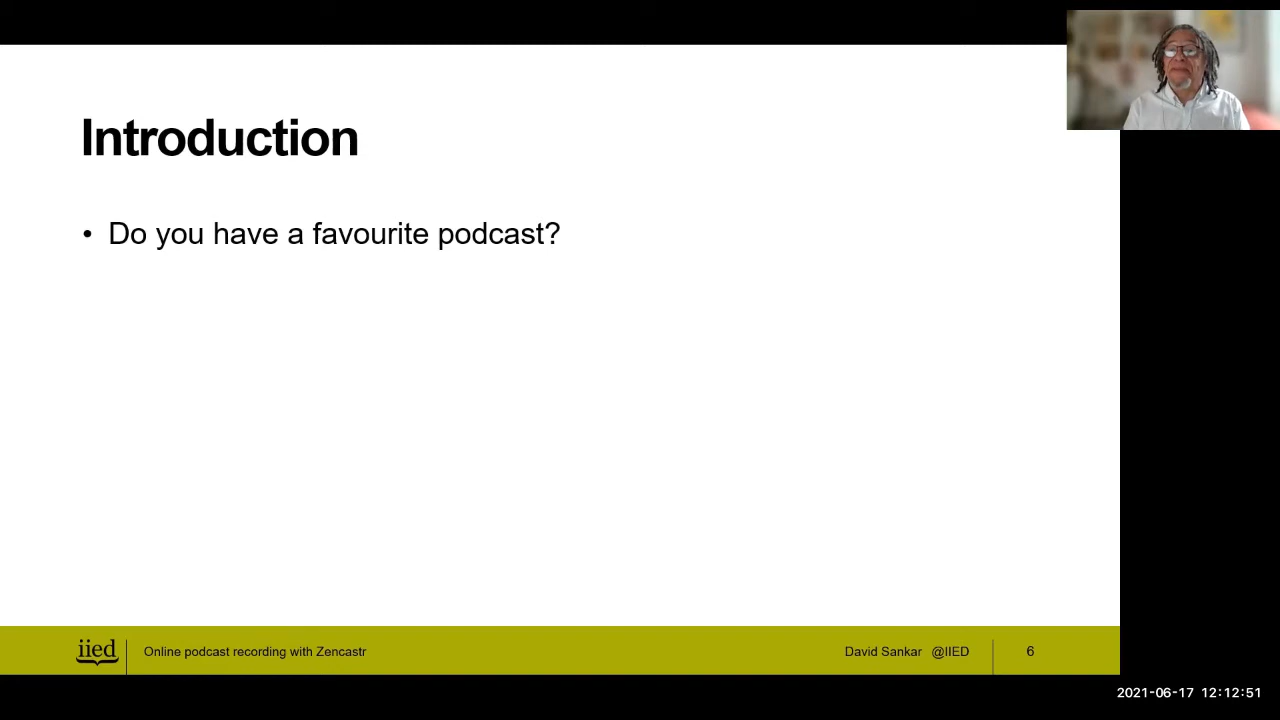 Introduction
• Do you have a favourite podcast?
iied
Online podcast recording with Zencastr
David Sankar @IIED
6
2021-06-17 12:12:51